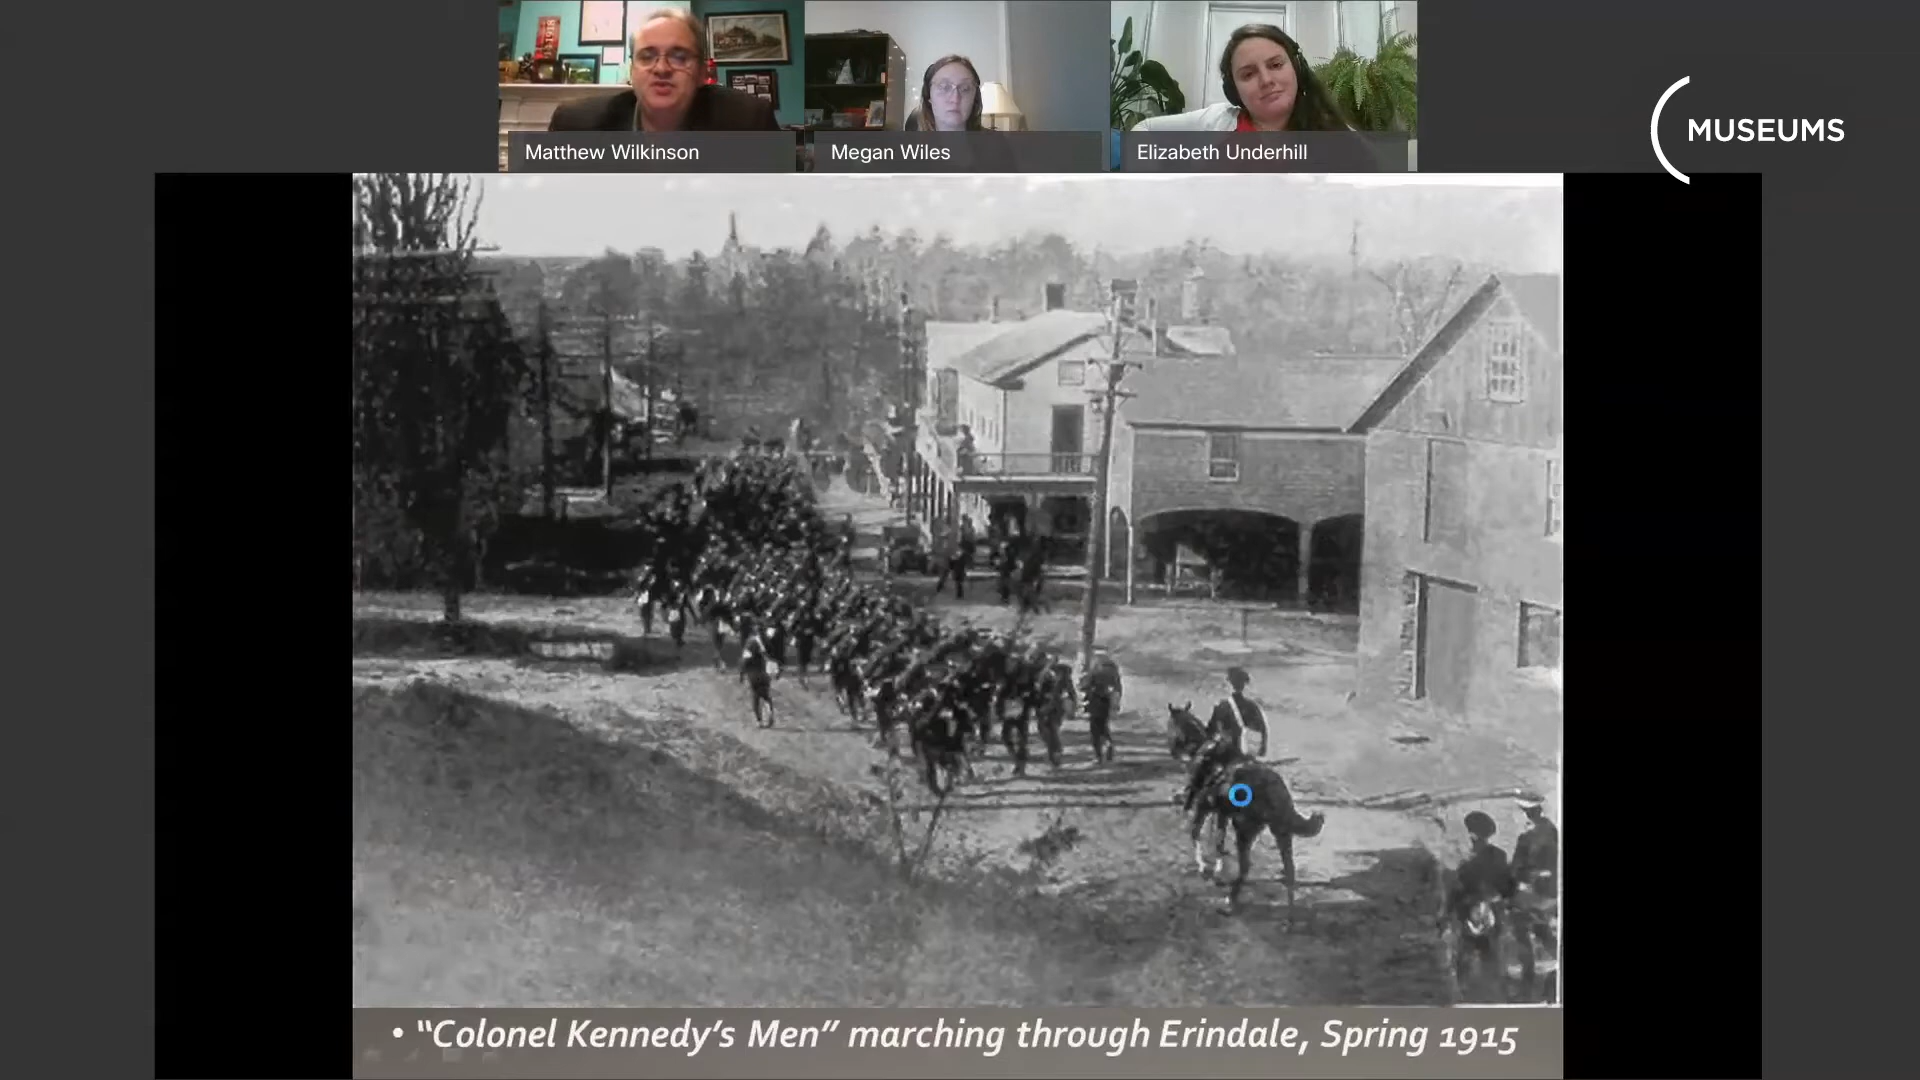 Matthew Wilkinson
Megan Wiles
Elizabeth Underhill
MUSEUMS
• “Colonel Kennedy’s Men” marching through Erindale, Spring 1915